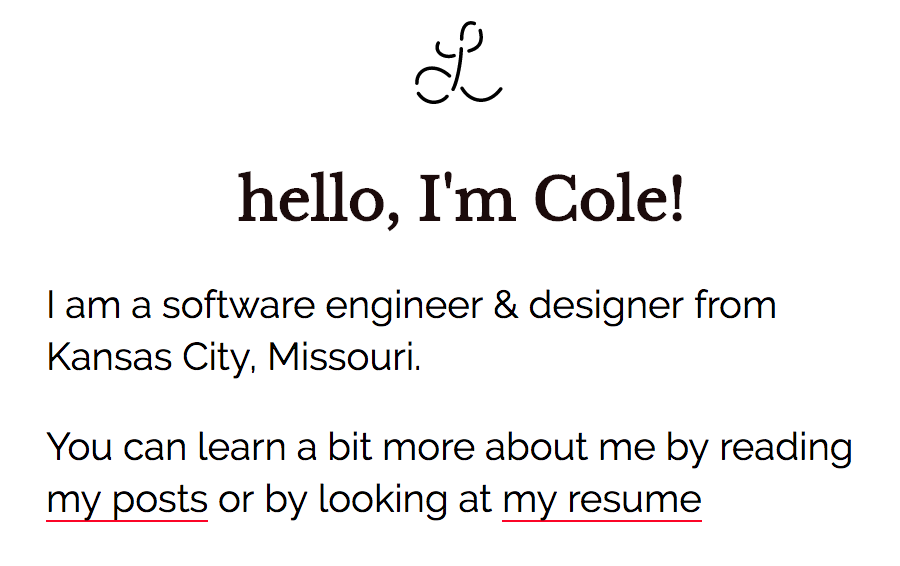 hello, I'm Cole!
I am a software engineer & designer from
Kansas City, Missouri.
You can learn a bit more about me by reading
my posts or by looking at my resume